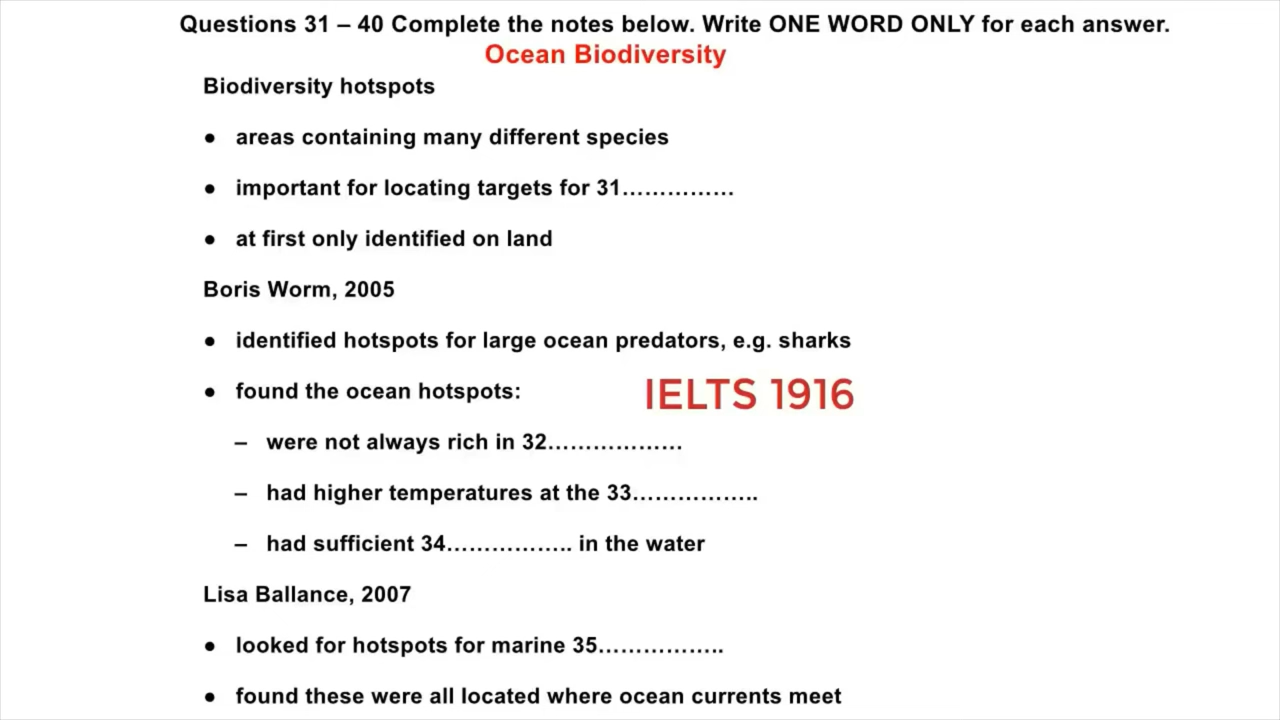 Questions 31 – 40 Complete the notes below. Write ONE WORD ONLY for each answer.
Ocean Biodiversity
Biodiversity hotspots
● areas containing many different species
● important for locating targets for 31……………
● at first only identified on land
Boris Worm, 2005
● identified hotspots for large ocean predators, e.g. sharks
● found the ocean hotspots:
IELTS 1916
– were not always rich in 32………………
– had higher temperatures at the 33……………..
– had sufficient 34…………….. in the water
Lisa Ballance, 2007
● looked for hotspots for marine 35……………..
● found these were all located where ocean currents meet